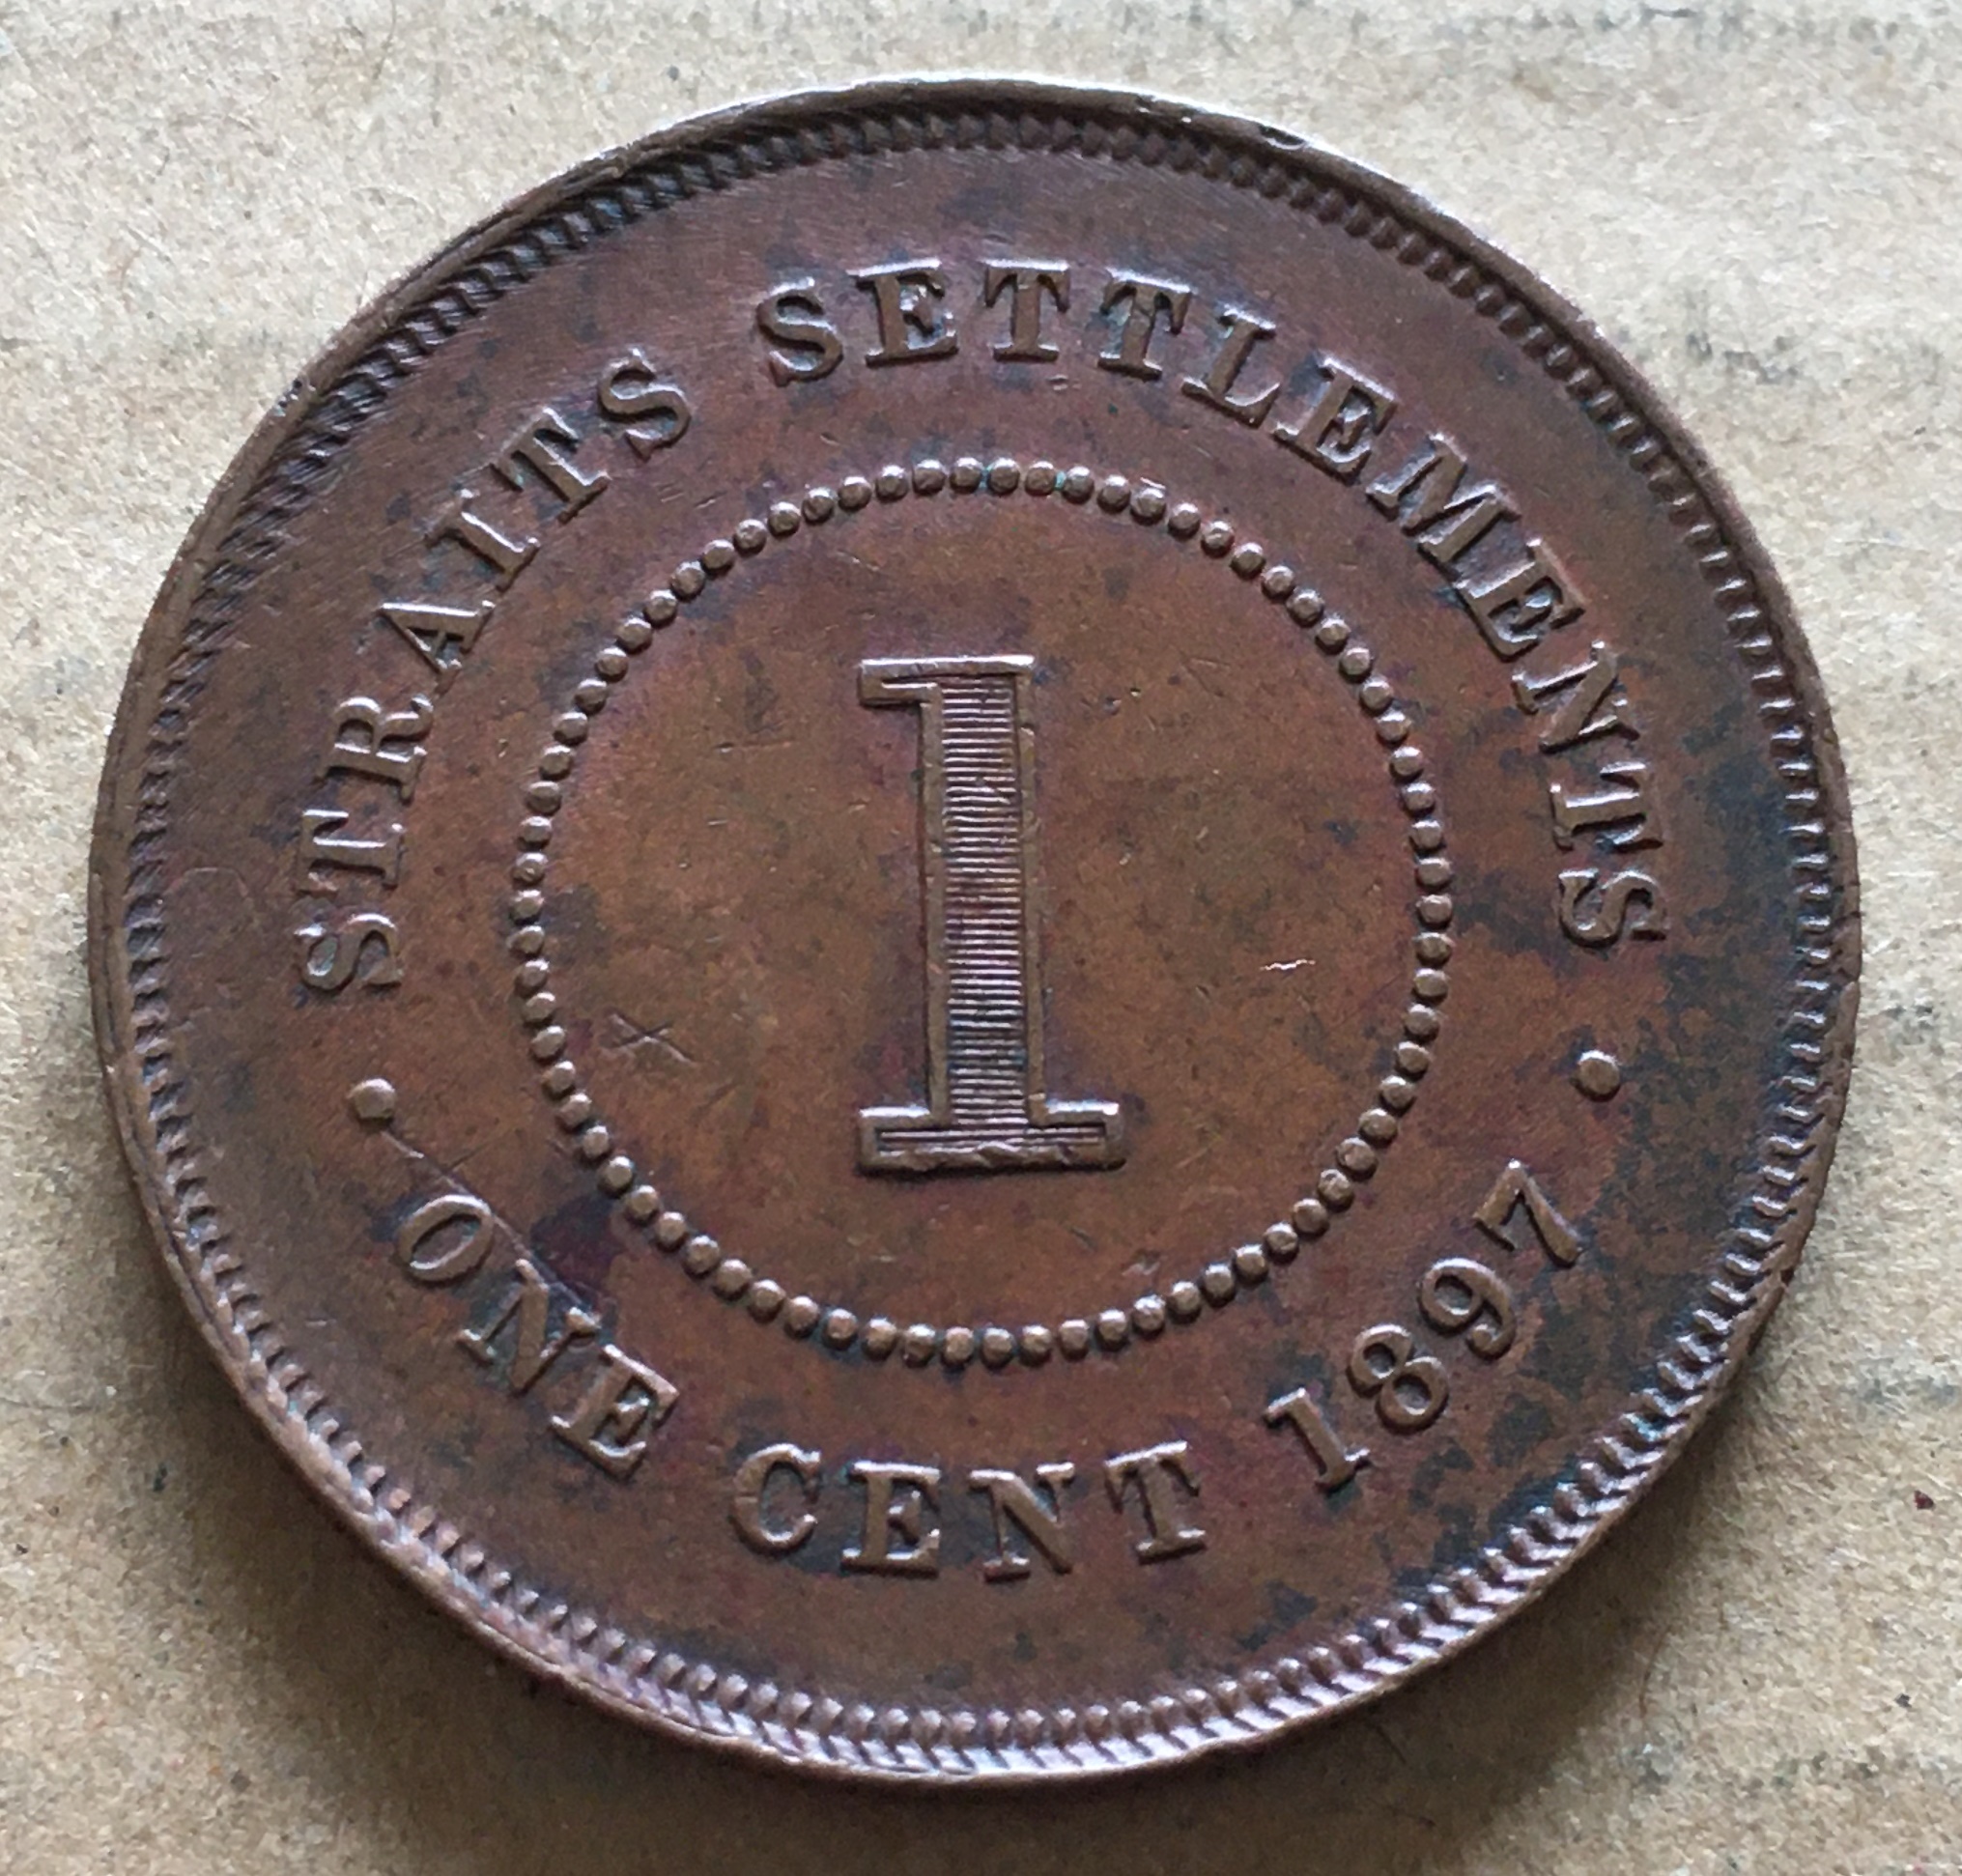 STRAITS SETTLEMENTS
1
· ONE CENT 1897 ·